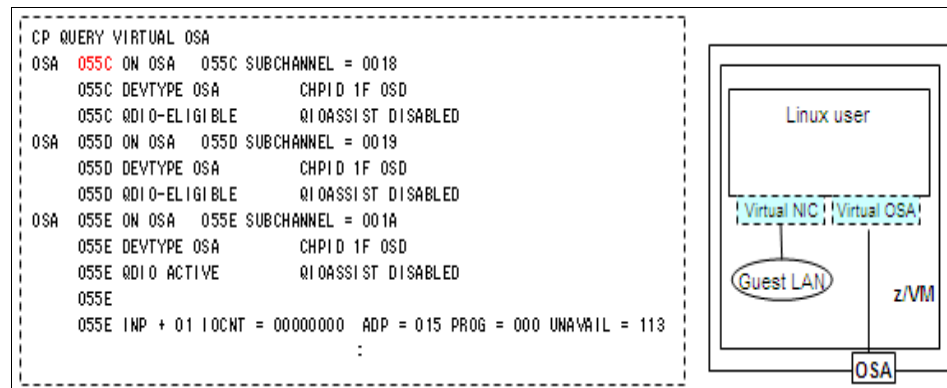 CP QUERY VIRTUAL OSA
OSA 055C ON OSA 055C SUBCHANNEL = 0018
055C DEVTYPE OSA CHPID 1F OSD
055C QDIO-ELIGIBLE QIOASSIST DISABLED
OSA 055D ON OSA 055D SUBCHANNEL = 0019
055D DEVTYPE OSA CHPID 1F OSD
055D QDIO-ELIGIBLE QIOASSIST DISABLED
OSA 055E ON OSA 055E SUBCHANNEL = 001A
055E DEVTYPE OSA CHPID 1F OSD
055E QDIO ACTIVE QIOASSIST DISABLED
055E
055E INP + 01 IOCNT = 00000000 ADP = 015 PROG = 000 UNAVAIL = 113
:
Linux user
Virtual NIC Virtual OSA
Guest LAN
z/VM
OSA